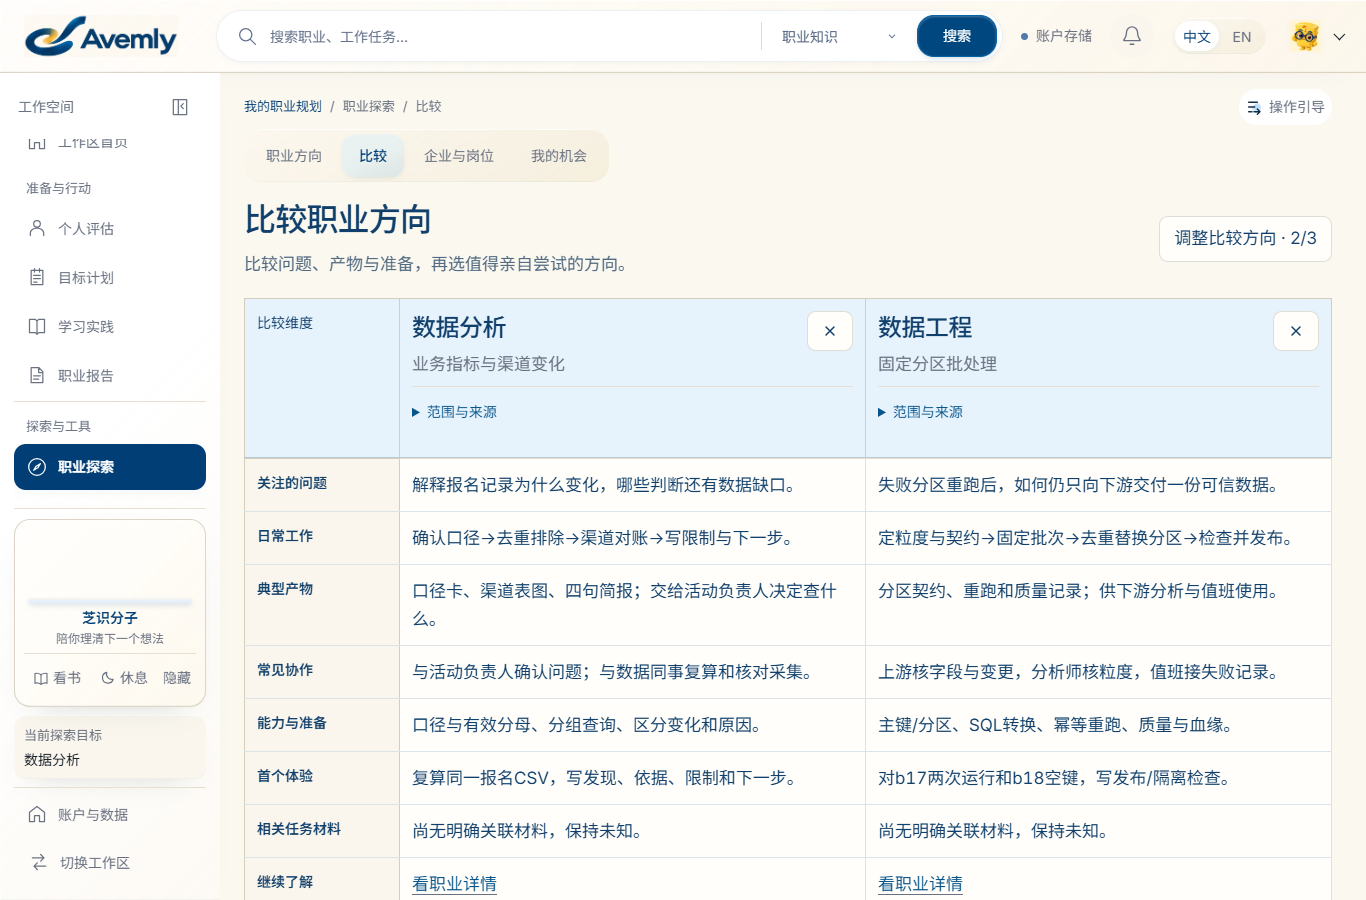 Avemly
搜索职业、工作任务...
职业知识
搜索
账户存储
中文
EN
工作空间
工作区首页
准备与行动
个人评估
目标计划
学习实践
职业报告
探索与工具
职业探索
芝识分子
陪你理清下一个想法
看书
休息
隐藏
当前探索目标
数据分析
账户与数据
切换工作区
我的职业规划 / 职业探索 / 比较
操作引导
职业方向
比较
企业与岗位
我的机会
比较职业方向
比较问题、产物与准备，再选值得亲自尝试的方向。
调整比较方向 · 2/3
比较维度
数据分析
×
业务指标与渠道变化
▶ 范围与来源
数据工程
×
固定分区批处理
▶ 范围与来源
关注的问题
解释报名记录为什么变化，哪些判断还有数据缺口。
失败分区重跑后，如何仍只向下游交付一份可信数据。
日常工作
确认口径→去重排除→渠道对账→写限制与下一步。
定粒度与契约→固定批次→去重替换分区→检查并发布。
典型产物
口径卡、渠道表图、四句简报；交给活动负责人决定查什
么。
分区契约、重跑和质量记录；供下游分析与值班使用。
常见协作
与活动负责人确认问题；与数据同事复算和核对采集。
上游核字段与变更，分析师核粒度，值班接失败记录。
能力与准备
口径与有效分母、分组查询、区分变化和原因。
主键/分区、SQL转换、幂等重跑、质量与血缘。
首个体验
复算同一报名CSV，写发现、依据、限制和下一步。
对b17两次运行和b18空键，写发布/隔离检查。
相关任务材料
尚无明确关联材料，保持未知。
尚无明确关联材料，保持未知。
继续了解
看职业详情
看职业详情